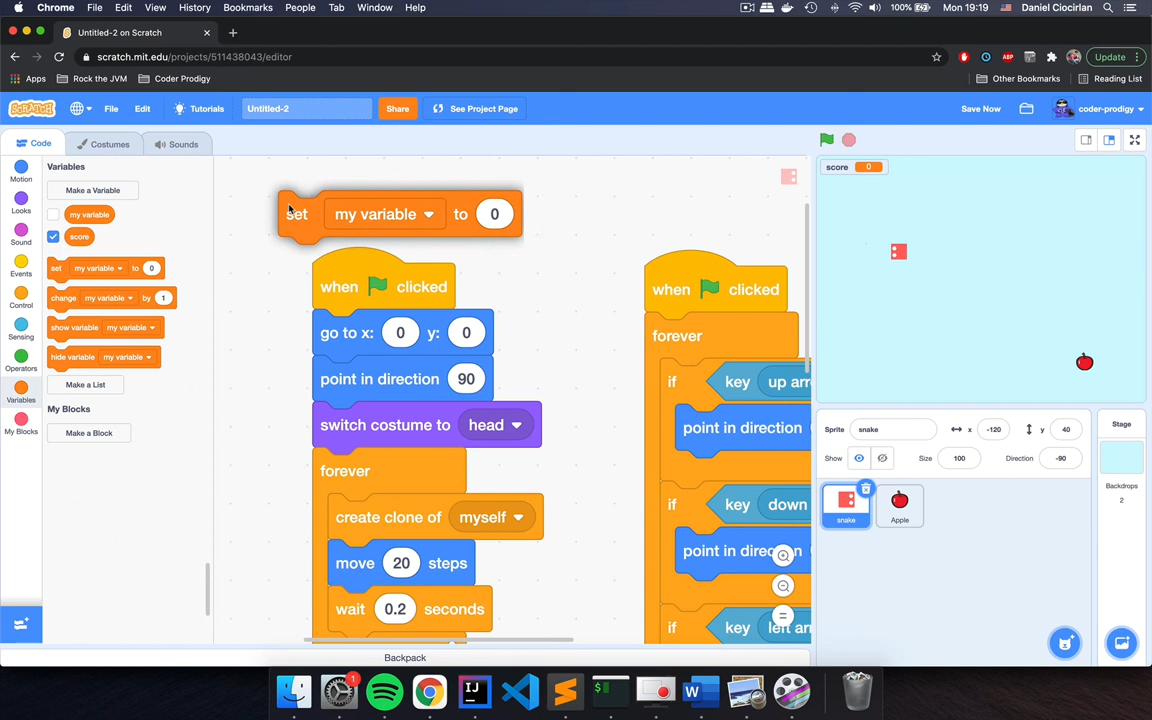 Chrome File Edit View History Bookmarks People Tab Window Help 100% Mon 19:19 Daniel Ciocirlan
Untitled-2 on Scratch
scratch.mit.edu/projects/511438043/editor ABP Update
Apps Rock the JVM Coder Prodigy Other Bookmarks Reading List
SCRATCH File Edit Tutorials Untitled-2 Share See Project Page Save Now coder-prodigy
Code Costumes Sounds
Motion
Looks
Sound
Events
Control
Sensing
Operators
Variables
My Blocks
Variables
Make a Variable
my variable
score
set my variable to 0
change my variable by 1
show variable my variable
hide variable my variable
Make a List
My Blocks
Make a Block
set my variable to 0
when clicked
go to x: 0 y: 0
point in direction 90
switch costume to head
forever
create clone of myself
move 20 steps
wait 0.2 seconds
when clicked
forever
if key up arr
point in direction
if key down
point in direction
if key left arr
Backpack
score 0
Sprite snake x -120 y 40
Show Size 100 Direction -90
snake
Apple
Stage
Backdrops
2
1